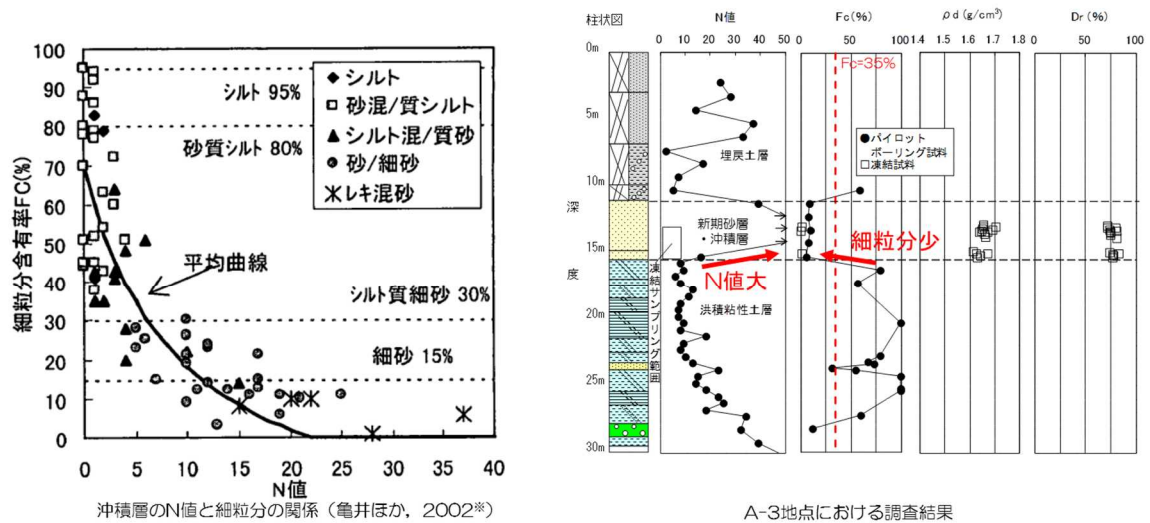 100
90
80
70
60
50
40
30
20
10
0
細粒分含有率FC(%)
シルト 95%
砂質シルト 80%
シルト質細砂 30%
細砂 15%
平均曲線
シルト
砂混/質シルト
シルト混/質砂
砂/細砂
レキ混砂
0 5 10 15 20 25 30 35 40
N値
沖積層のN値と細粒分の関係（亀井ほか，2002※）
柱状図
N値
Fc(%)
ρd (g/cm³)
Dr (%)
0 10 20 30 40 50
0 50 100
1.4 1.5 1.6 1.7 1.8
0 50 100
0m
5m
10m
15m
20m
25m
30m
深
度
Fc=35%
パイロット
ボーリング試料
凍結試料
埋戻土層
新期砂層
・沖積層
細粒分少
N値大
洪積粘性土層
凍結サンプリング範囲
A-3地点における調査結果